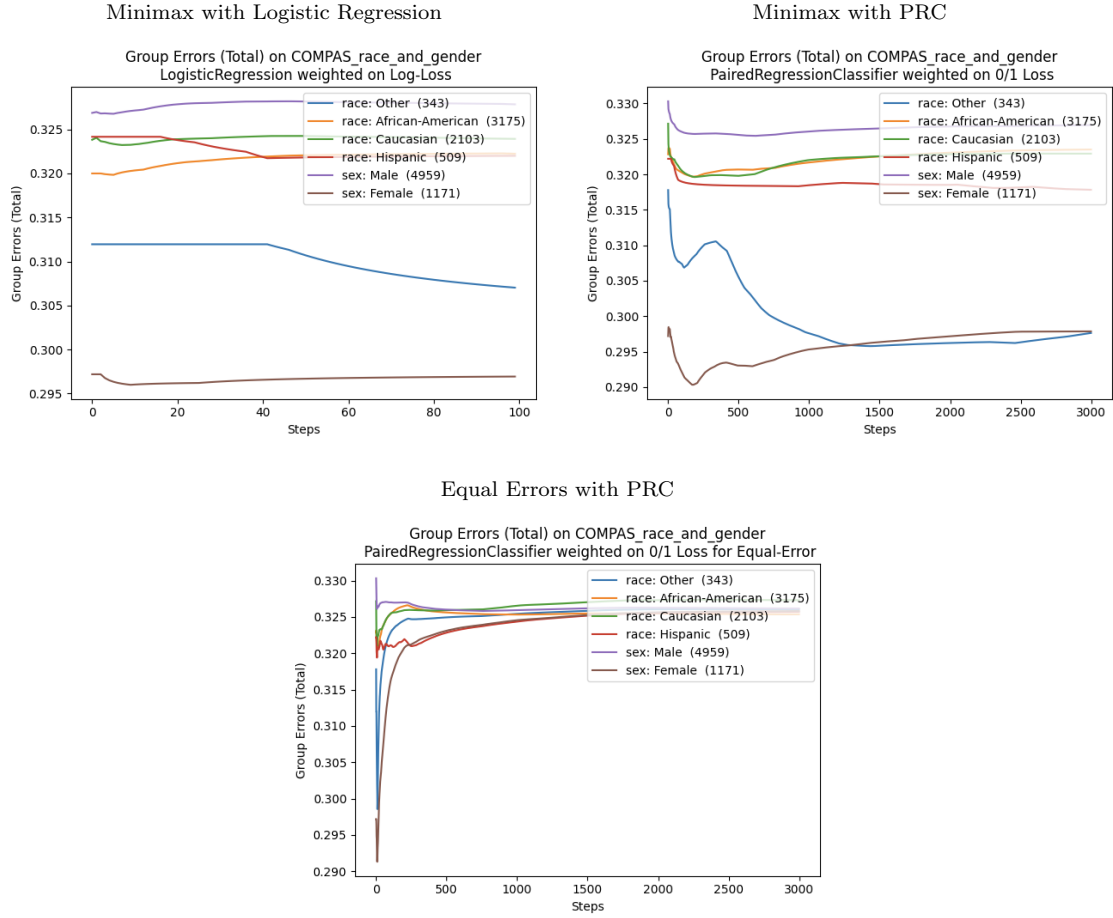 Minimax with Logistic Regression
Group Errors (Total) on COMPAS_race_and_gender
LogisticRegression weighted on Log-Loss
Group Errors (Total)
0.325
0.320
0.315
0.310
0.305
0.300
0.295
race: Other (343)
race: African-American (3175)
race: Caucasian (2103)
race: Hispanic (509)
sex: Male (4959)
sex: Female (1171)
0 20 40 60 80 100
Steps
Minimax with PRC
Group Errors (Total) on COMPAS_race_and_gender
PairedRegressionClassifier weighted on 0/1 Loss
Group Errors (Total)
0.330
0.325
0.320
0.315
0.310
0.305
0.300
0.295
0.290
race: Other (343)
race: African-American (3175)
race: Caucasian (2103)
race: Hispanic (509)
sex: Male (4959)
sex: Female (1171)
0 500 1000 1500 2000 2500 3000
Steps
Equal Errors with PRC
Group Errors (Total) on COMPAS_race_and_gender
PairedRegressionClassifier weighted on 0/1 Loss for Equal-Error
Group Errors (Total)
0.330
0.325
0.320
0.315
0.310
0.305
0.300
0.295
0.290
race: Other (343)
race: African-American (3175)
race: Caucasian (2103)
race: Hispanic (509)
sex: Male (4959)
sex: Female (1171)
0 500 1000 1500 2000 2500 3000
Steps